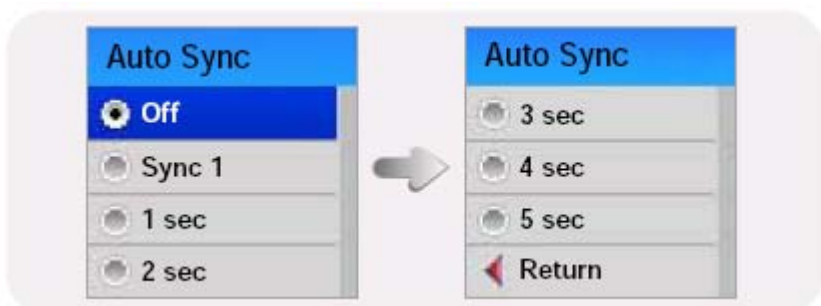 Auto Sync
Off
Sync 1
1 sec
2 sec
Auto Sync
3 sec
4 sec
5 sec
Return